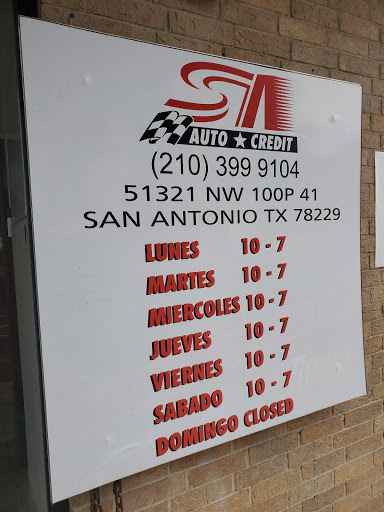 SA
AUTO ★ CREDIT
(210) 399 9104
51321 NW 100P 41
SAN ANTONIO TX 78229
LUNES 10 - 7
MARTES 10 - 7
MIERCOLES 10 - 7
JUEVES 10 - 7
VIERNES 10 - 7
SABADO 10 - 7
DOMINGO CLOSED